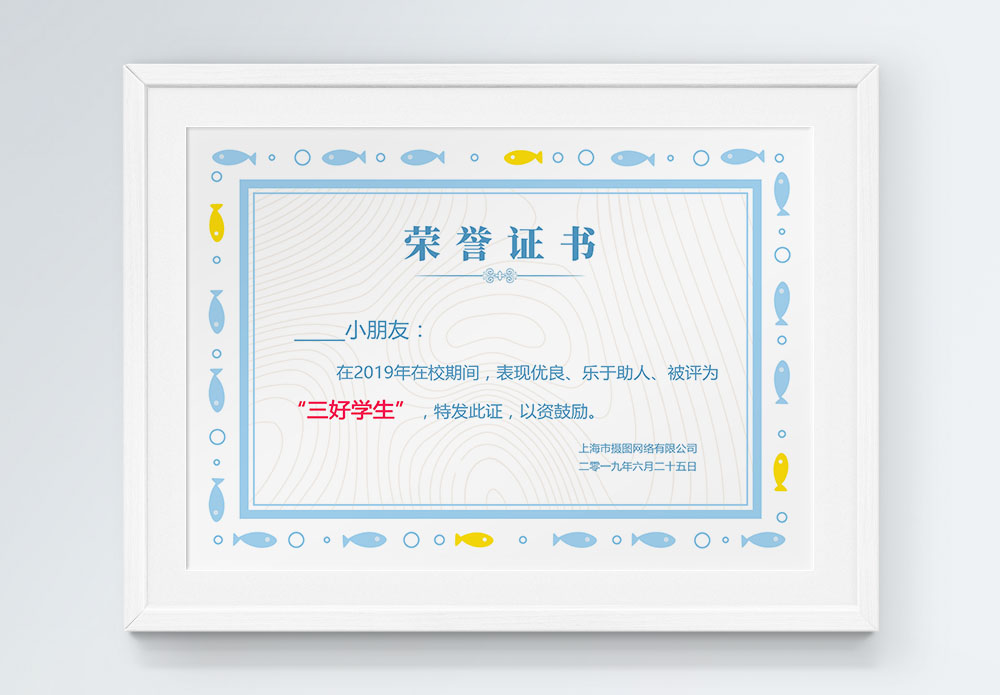 荣誉证书
_____小朋友：
在2019年在校期间，表现优良、乐于助人、被评为
“三好学生”，特发此证，以资鼓励。
上海市摄图网络有限公司
二零一九年六月二十五日